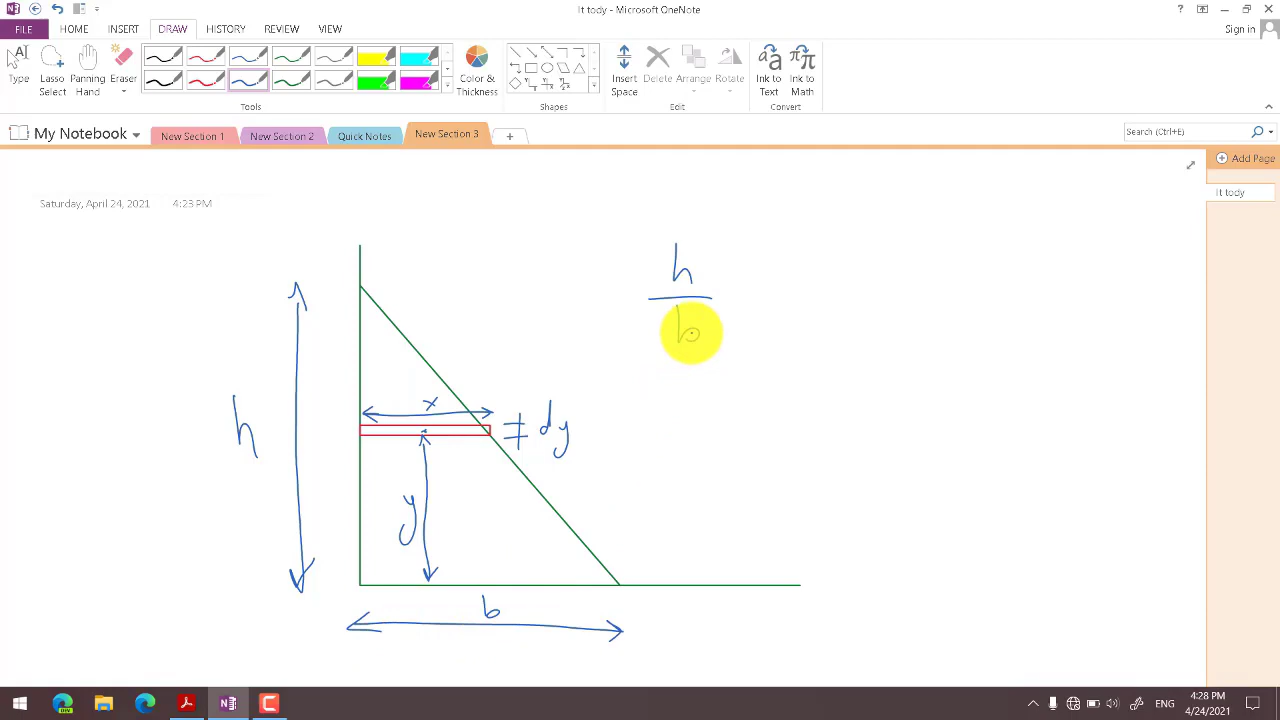 It tody - Microsoft OneNote
Sign in
FILE HOME INSERT DRAW HISTORY REVIEW VIEW
Type Lasso Select Panning Hand Eraser Color & Thickness Insert Space Delete Arrange Rotate Ink to Text Ink to Math
Tools Shapes Edit Convert
My Notebook New Section 1 New Section 2 Quick Notes New Section 3 Search (Ctrl+E)
Add Page
It tody
Saturday, April 24, 2021 4:23 PM
h
b
x
dy
h
y
b
4:28 PM
ENG
4/24/2021